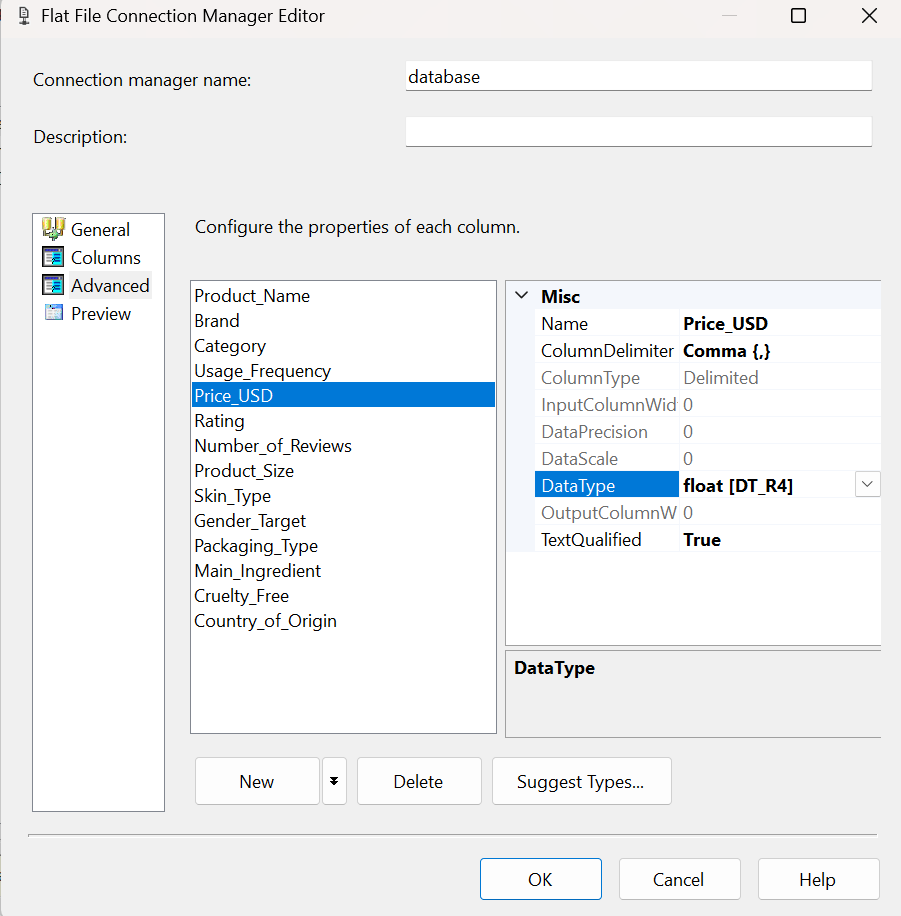 Flat File Connection Manager Editor
Connection manager name: database
Description:
General
Columns
Advanced
Preview
Configure the properties of each column.
Product_Name
Brand
Category
Usage_Frequency
Price_USD
Rating
Number_of_Reviews
Product_Size
Skin_Type
Gender_Target
Packaging_Type
Main_Ingredient
Cruelty_Free
Country_of_Origin
Misc
Name Price_USD
ColumnDelimiter Comma {,}
ColumnType Delimited
InputColumnWid 0
DataPrecision 0
DataScale 0
DataType float [DT_R4]
OutputColumnW 0
TextQualified True
DataType
New Delete Suggest Types...
OK Cancel Help